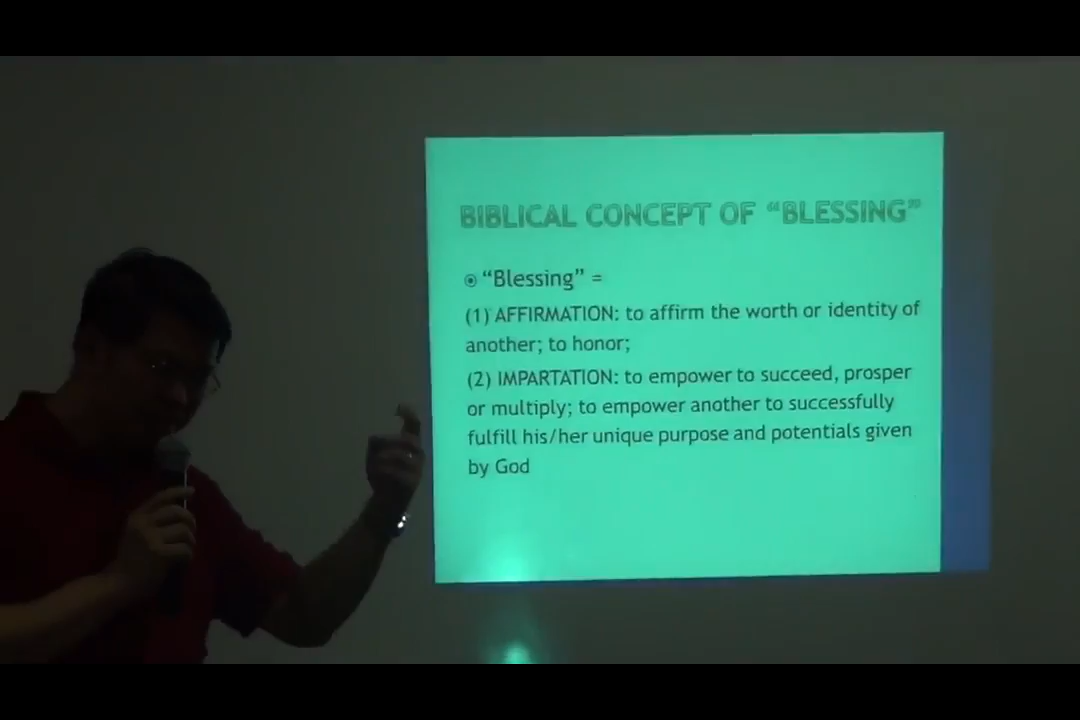 BIBLICAL CONCEPT OF “BLESSING”
“Blessing” =
(1) AFFIRMATION: to affirm the worth or identity of
another; to honor;
(2) IMPARTATION: to empower to succeed, prosper
or multiply; to empower another to successfully
fulfill his/her unique purpose and potentials given
by God